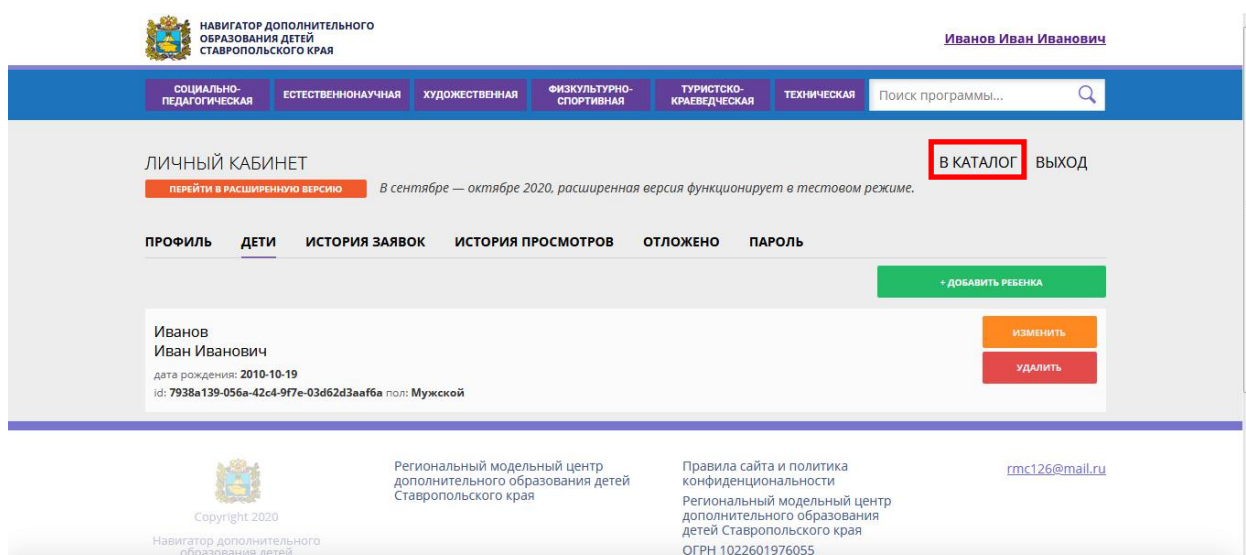 НАВИГАТОР ДОПОЛНИТЕЛЬНОГО
ОБРАЗОВАНИЯ ДЕТЕЙ
СТАВРОПОЛЬСКОГО КРАЯ
Иванов Иван Иванович
СОЦИАЛЬНО-
ПЕДАГОГИЧЕСКАЯ
ЕСТЕСТВЕННОНАУЧНАЯ
ХУДОЖЕСТВЕННАЯ
ФИЗКУЛЬТУРНО-
СПОРТИВНАЯ
ТУРИСТСКО-
КРАЕВЕДЧЕСКАЯ
ТЕХНИЧЕСКАЯ
Поиск программы...
ЛИЧНЫЙ КАБИНЕТ
В КАТАЛОГ ВЫХОД
ПЕРЕЙТИ В РАСШИРЕННУЮ ВЕРСИЮ
В сентябре — октябре 2020, расширенная версия функционирует в тестовом режиме.
ПРОФИЛЬ ДЕТИ ИСТОРИЯ ЗАЯВОК ИСТОРИЯ ПРОСМОТРОВ ОТЛОЖЕНО ПАРОЛЬ
+ ДОБАВИТЬ РЕБЕНКА
Иванов
Иван Иванович
дата рождения: 2010-10-19
id: 7938a139-056a-42c4-9f7e-03d62d3aaf6a пол: Мужской
ИЗМЕНИТЬ
УДАЛИТЬ
Copyright 2020
Навигатор дополнительного
образования детей
Региональный модельный центр
дополнительного образования детей
Ставропольского края
Правила сайта и политика
конфиденциональности
Региональный модельный центр
дополнительного образования
детей Ставропольского края
ОГРН 1022601976055
rmc126@mail.ru